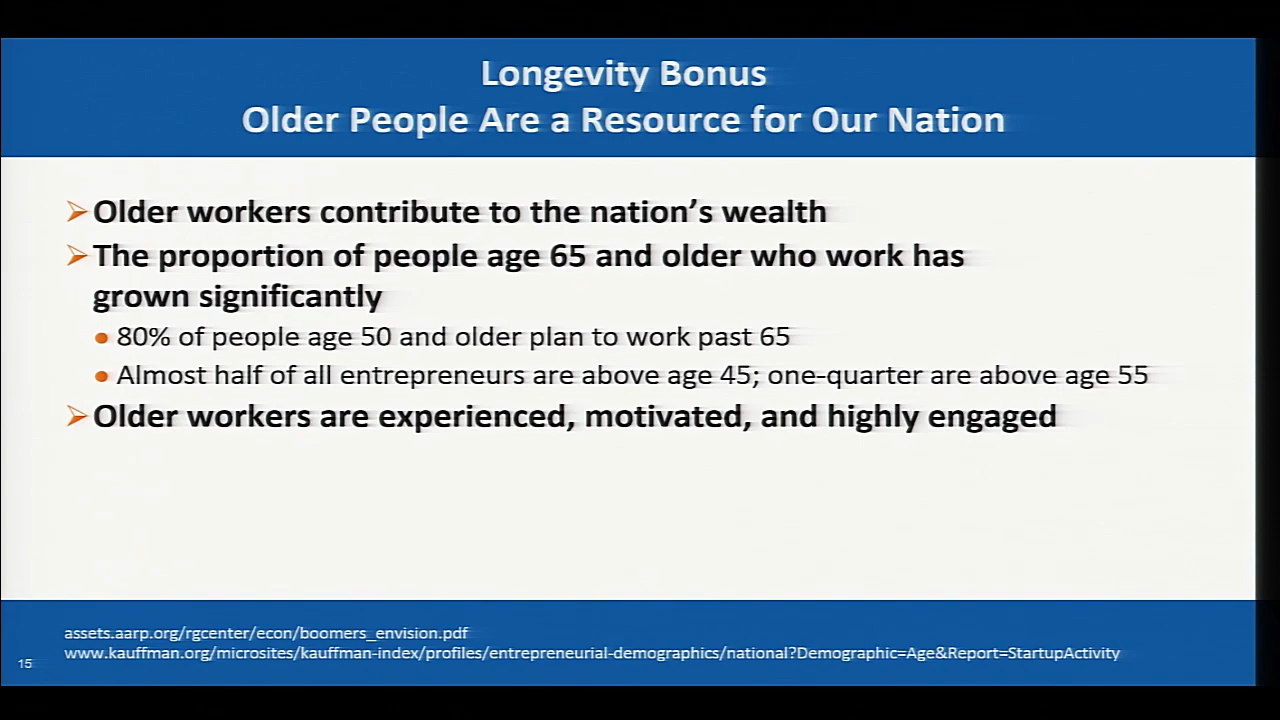 Longevity Bonus
Older People Are a Resource for Our Nation
Older workers contribute to the nation’s wealth
The proportion of people age 65 and older who work has
grown significantly
80% of people age 50 and older plan to work past 65
Almost half of all entrepreneurs are above age 45; one-quarter are above age 55
Older workers are experienced, motivated, and highly engaged
assets.aarp.org/rgcenter/econ/boomers_envision.pdf
www.kauffman.org/microsites/kauffman-index/profiles/entrepreneurial-demographics/national?Demographic=Age&Report=StartupActivity
15